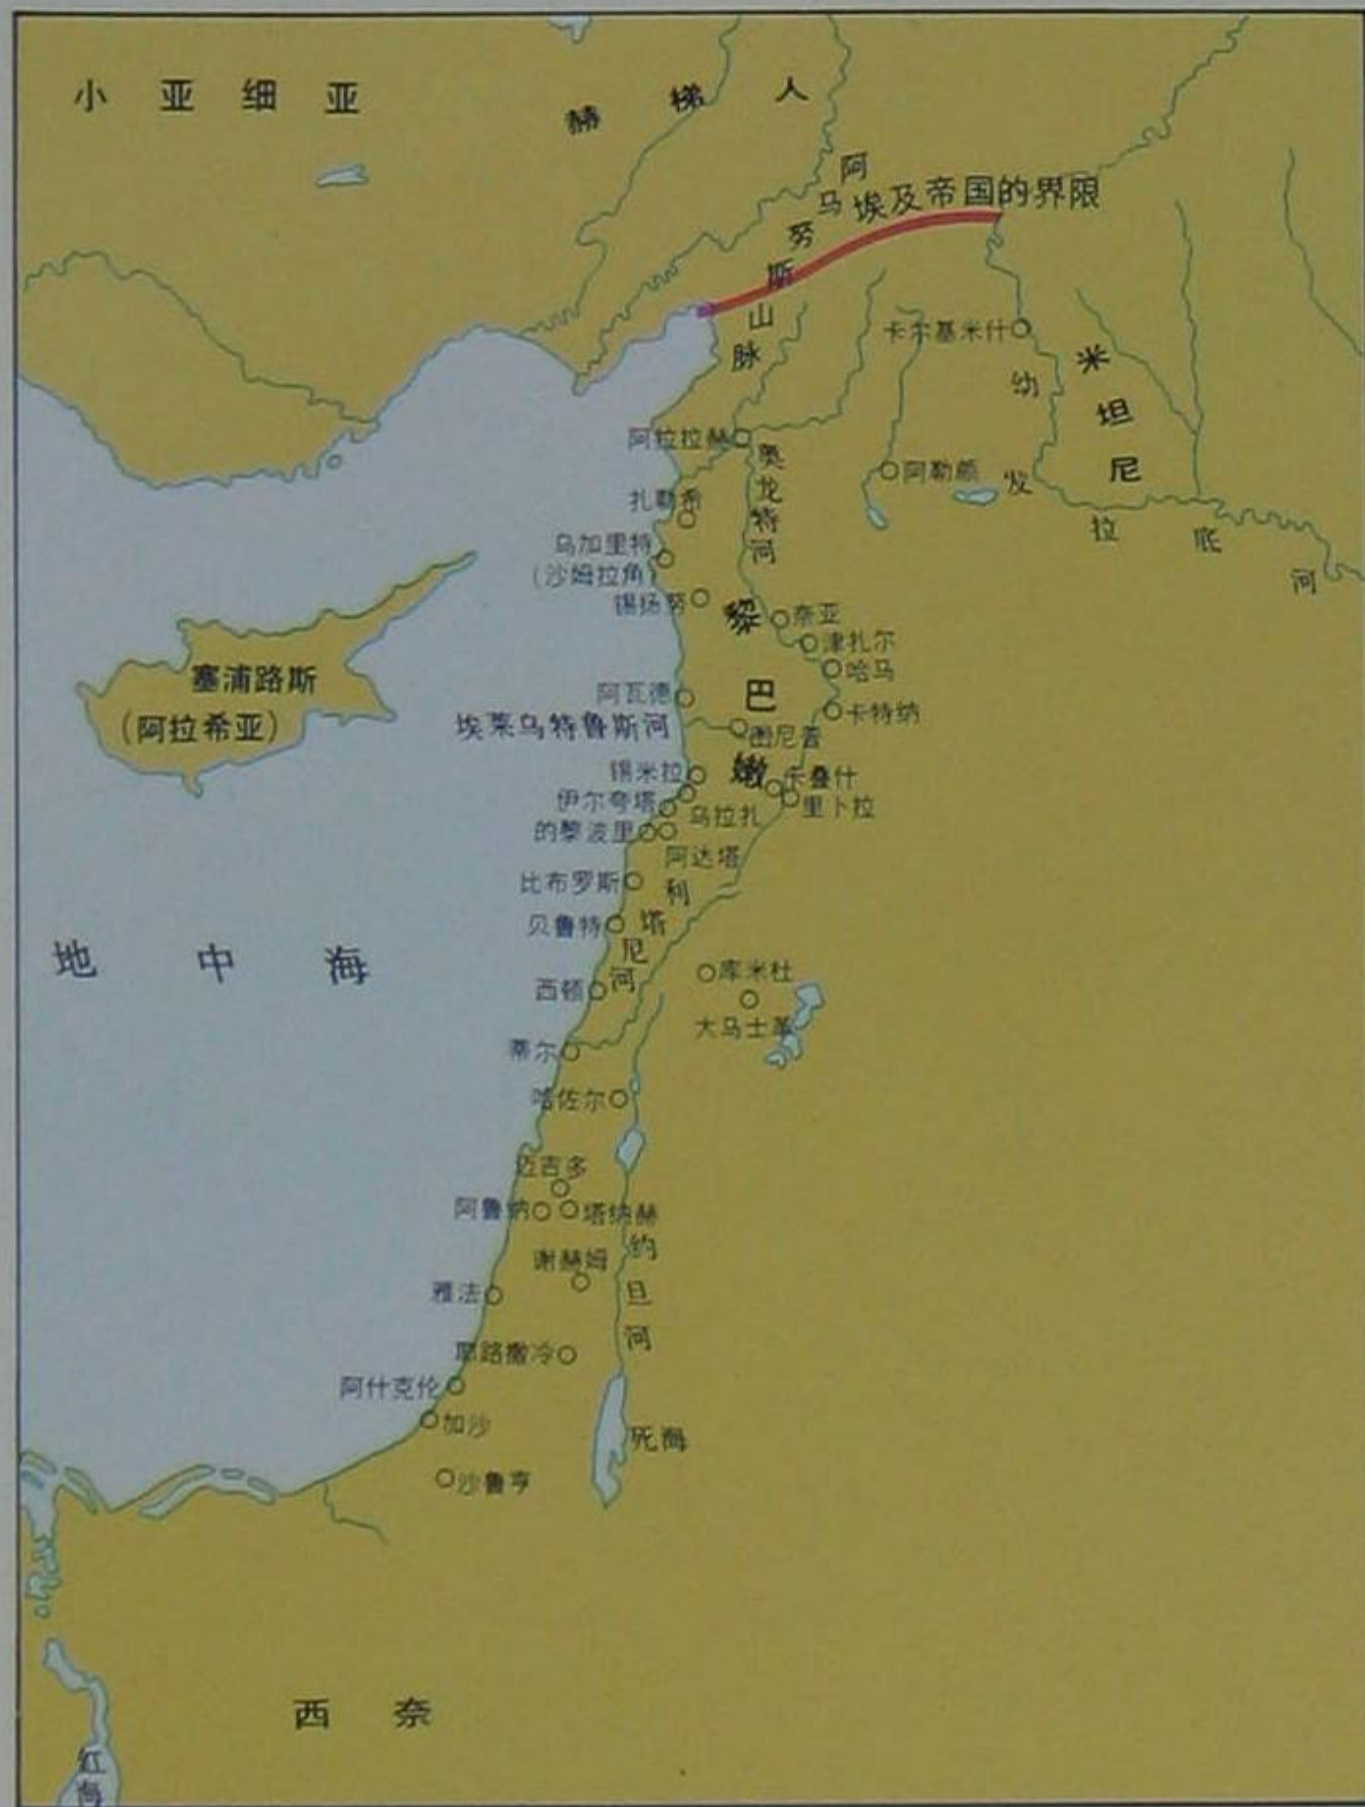 小亚细亚
赫梯人
阿马努斯山脉
埃及帝国的界限
卡尔基米什
米坦尼
幼发拉底河
阿拉拉赫
奥龙特河
阿勒颇
扎勒希
乌加里特
(沙姆拉角)
锡扬努
黎巴嫩
奈亚
津扎尔
哈马
塞浦路斯
(阿拉希亚)
阿瓦德
卡特纳
埃莱乌特鲁斯河
图尼普
锡米拉
卡叠什
伊尔夸塔
乌拉扎
里卜拉
的黎波里
阿达塔
比布罗斯
利塔尼河
贝鲁特
地中海
库米杜
西顿
大马士革
蒂尔
哈佐尔
迈吉多
阿鲁纳
塔纳赫
谢赫姆
约旦河
雅法
耶路撒冷
阿什克伦
加沙
死海
沙鲁亨
西奈
红海